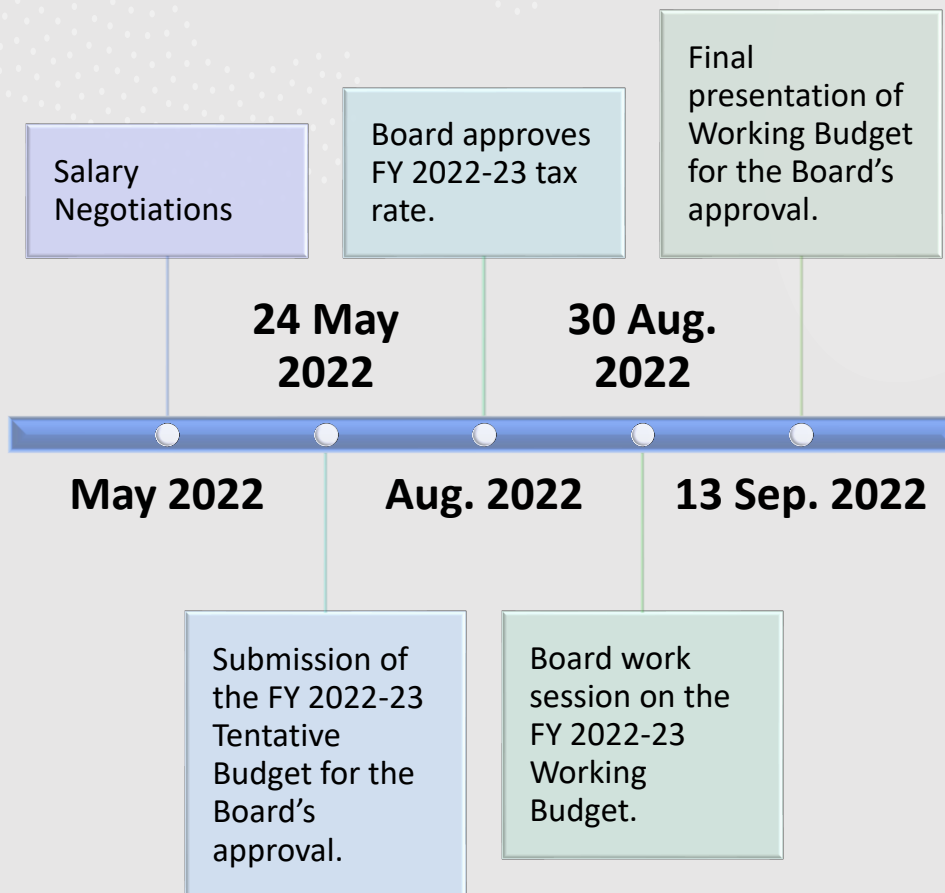 Salary
Negotiations
Board approves
FY 2022-23 tax
rate.
Final
presentation of
Working Budget
for the Board’s
approval.
24 May
2022
30 Aug.
2022
May 2022
Aug. 2022
13 Sep. 2022
Submission of
the FY 2022-23
Tentative
Budget for the
Board’s
approval.
Board work
session on the
FY 2022-23
Working
Budget.